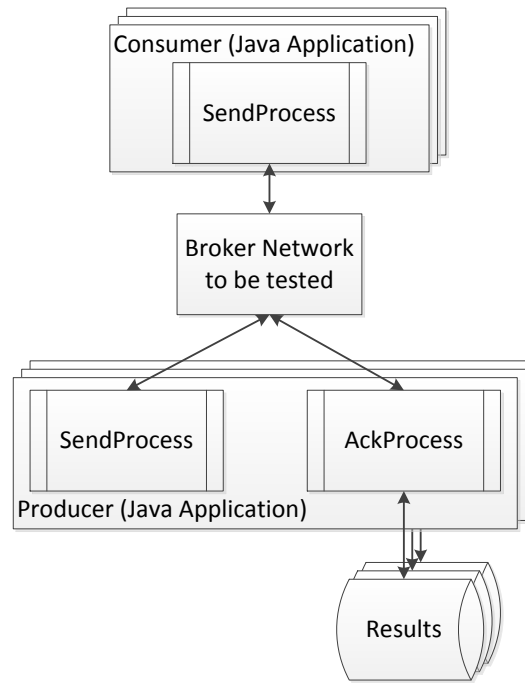 Consumer (Java Application)
SendProcess
Broker Network
to be tested
SendProcess
AckProcess
Producer (Java Application)
Results